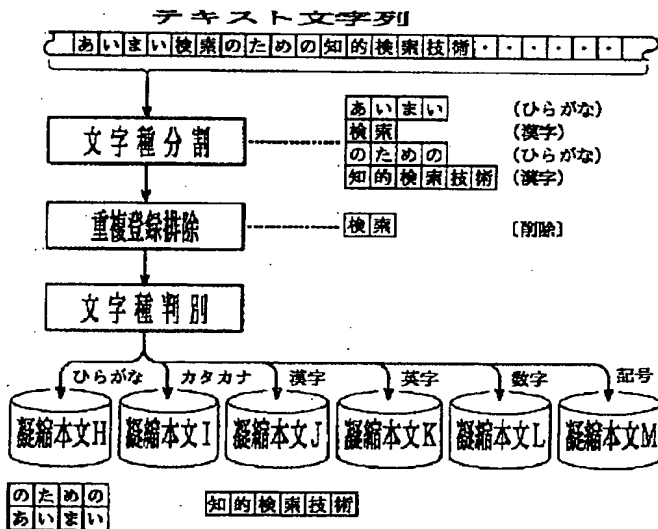 テキスト文字列
あいまい検索のための知的検索技術・・・・・・
文字種分割
あいまい (ひらがな)
検索 (漢字)
のための (ひらがな)
知的検索技術 (漢字)
重複登録排除
検索 〔削除〕
文字種判別
ひらがな カタカナ 漢字 英字 数字 記号
凝縮本文H 凝縮本文I 凝縮本文J 凝縮本文K 凝縮本文L 凝縮本文M
のための 知的検索技術
あいまい